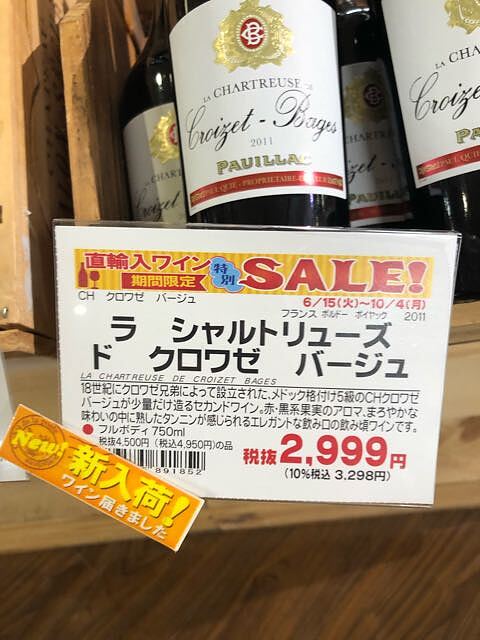 LA CHARTREUSE DE
Croizet-Bages
2011
PAUILLAC
LA CHARTR
Croizet-
PAUILLA
直輸入ワイン
期間限定
特別
SALE!
6/15(火)~10/4(月)
CH クロワゼ バージュ
フランス ボルドー ポイヤック 2011
ラ シャルトリューズ
ド クロワゼ バージュ
LA CHARTREUSE DE CROIZET BAGES
18世紀にクロワゼ兄弟によって設立された、メドック格付け5級のCHクロワゼ
バージュが少量だけ造るセカンドワイン。赤・黒系果実のアロマ、まろやかな
味わいの中に熟したタンニンが感じられるエレガントな飲み口の飲み頃ワインです。
● フルボディ 750ml
税抜4,500円 (税込4,950円)の品
891852
税抜2,999円
(10%税込 3,298円)
New!
新入荷!
ワイン届きました